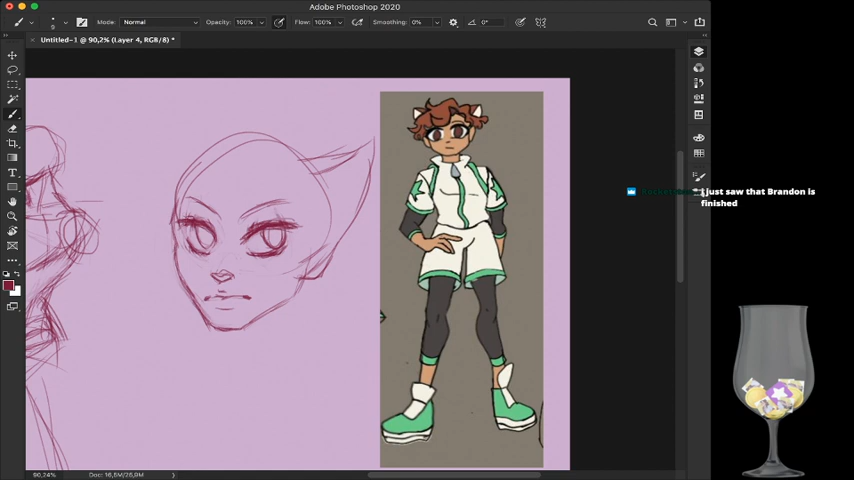 Adobe Photoshop 2020
Mode: Normal Opacity: 100% Flow: 100% Smoothing: 0% 0°
Untitled-1 @ 90,2% (Layer 4, RGB/8) *
I just saw that Brandon is
finished
90,24% Doc: 16,5M/25,9M